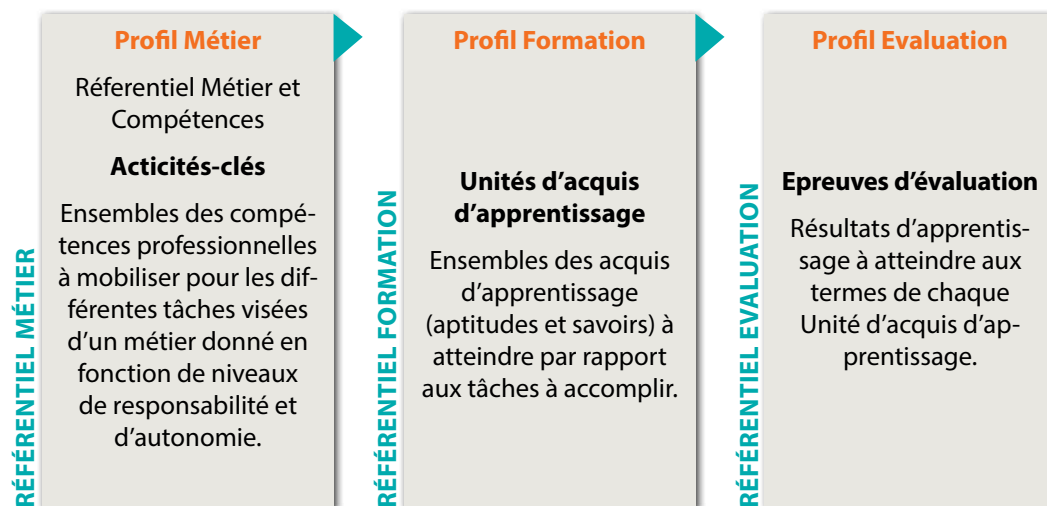 RÉFÉRENTIEL MÉTIER
Profil Métier
Réferentiel Métier et
Compétences
Acticités-clés
Ensembles des compé-
tences professionnelles
à mobiliser pour les dif-
férentes tâches visées
d'un métier donné en
fonction de niveaux
de responsabilité et
d'autonomie.
RÉFÉRENTIEL FORMATION
Profil Formation
Unités d'acquis
d'apprentissage
Ensembles des acquis
d'apprentissage
(aptitudes et savoirs) à
atteindre par rapport
aux tâches à accomplir.
RÉFÉRENTIEL EVALUATION
Profil Evaluation
Epreuves d'évaluation
Résultats d'apprentis-
sage à atteindre aux
termes de chaque
Unité d'acquis d'ap-
prentissage.